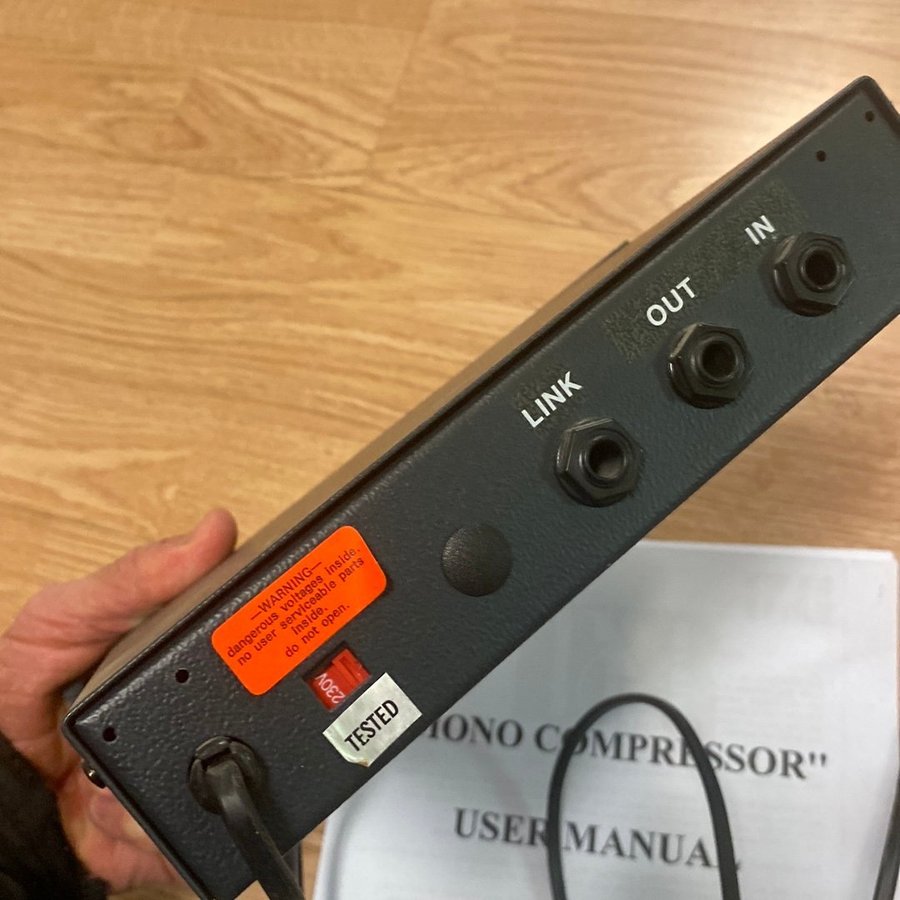 IN
OUT
LINK
—WARNING—
dangerous voltages inside.
no user serviceable parts
inside.
do not open.
230V
TESTED
MONO COMPRESSOR"
USER MANUAL